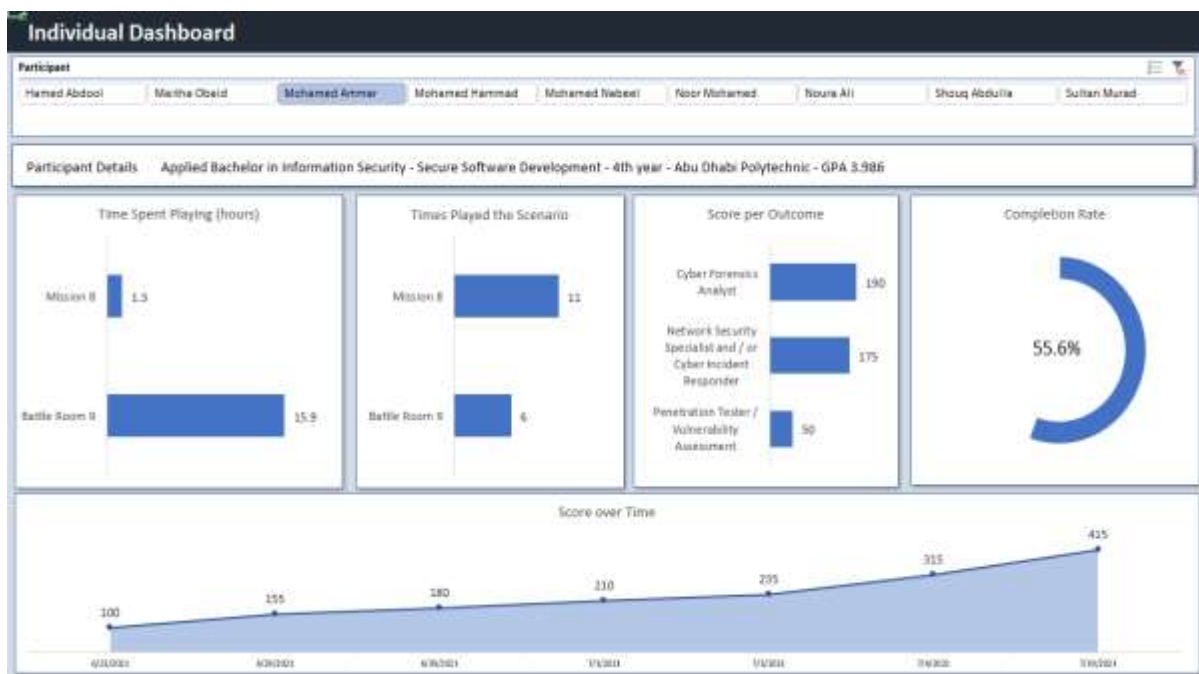 Individual Dashboard
Participant
Hamed Abdool
Maitha Obaid
Mohamed Ammar
Mohamed Hammad
Mohamed Nabeel
Noor Mohamed
Noura Ali
Shouq Abdulla
Sultan Murad
Participant Details Applied Bachelor in Information Security - Secure Software Development - 4th year - Abu Dhabi Polytechnic - GPA 3.986
Time Spent Playing (hours)
Mission 8
1.3
Battle Room 9
15.9
Times Played the Scenario
Mission 8
11
Battle Room 9
6
Score per Outcome
Cyber Forensics
Analyst
190
Network Security
Specialist and / or
Cyber Incident
Responder
175
Penetration Tester /
Vulnerability
Assessment
50
Completion Rate
55.6%
Score over Time
100
155
180
210
235
315
415